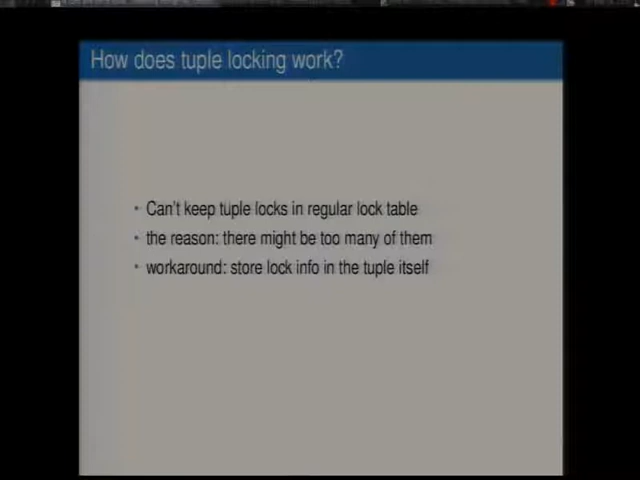 How does tuple locking work?
• Can't keep tuple locks in regular lock table
• the reason: there might be too many of them
• workaround: store lock info in the tuple itself